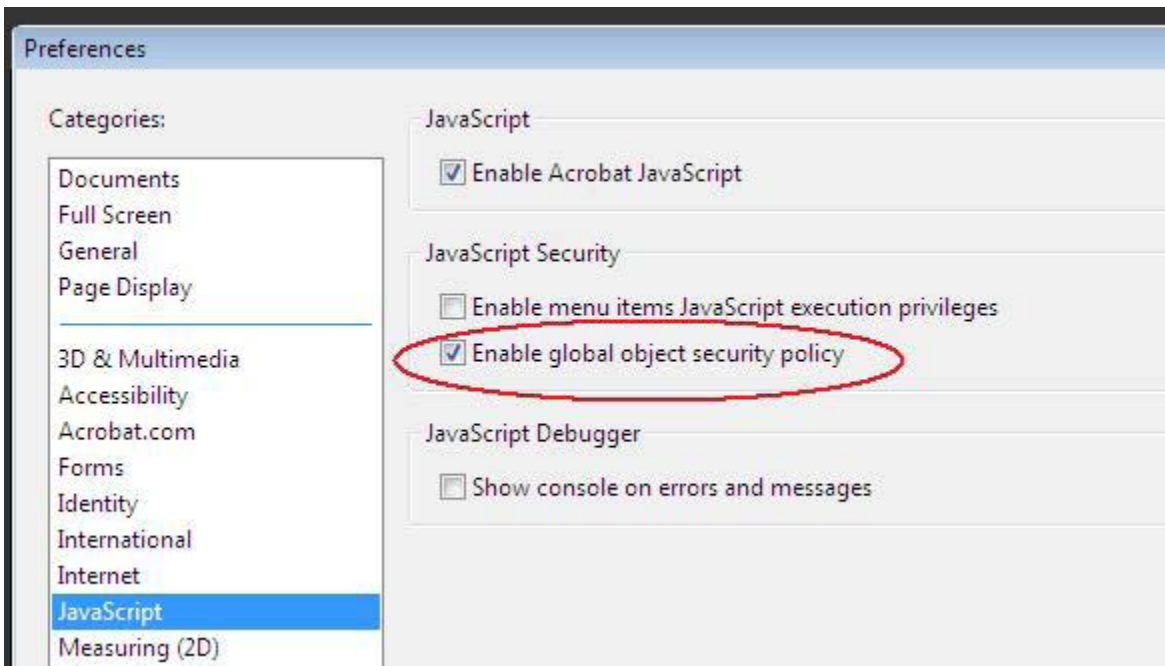 Preferences
Categories:
Documents
Full Screen
General
Page Display
3D & Multimedia
Accessibility
Acrobat.com
Forms
Identity
International
Internet
JavaScript
Measuring (2D)
JavaScript
Enable Acrobat JavaScript
JavaScript Security
Enable menu items JavaScript execution privileges
Enable global object security policy
JavaScript Debugger
Show console on errors and messages